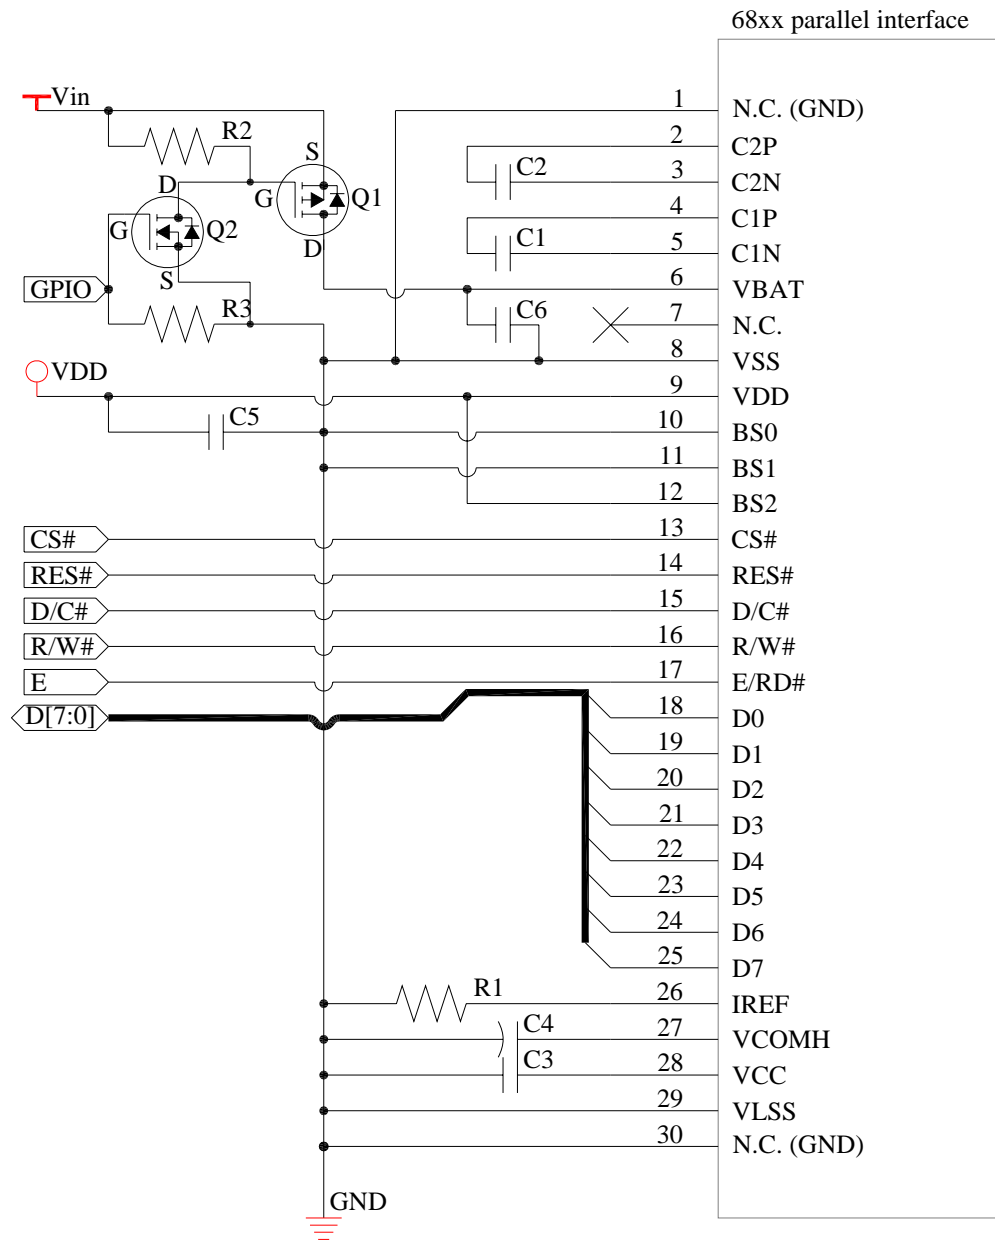 68xx parallel interface
Vin
R2
S
D
G
Q1
G
Q2
D
S
GPIO
R3
VDD
C5
C2
C1
C6
1 N.C. (GND)
2 C2P
3 C2N
4 C1P
5 C1N
6 VBAT
7 N.C.
8 VSS
9 VDD
10 BS0
11 BS1
12 BS2
CS# 13 CS#
RES# 14 RES#
D/C# 15 D/C#
R/W# 16 R/W#
E 17 E/RD#
D[7:0] 18 D0
19 D1
20 D2
21 D3
22 D4
23 D5
24 D6
25 D7
R1 26 IREF
C4 27 VCOMH
C3 28 VCC
29 VLSS
30 N.C. (GND)
GND